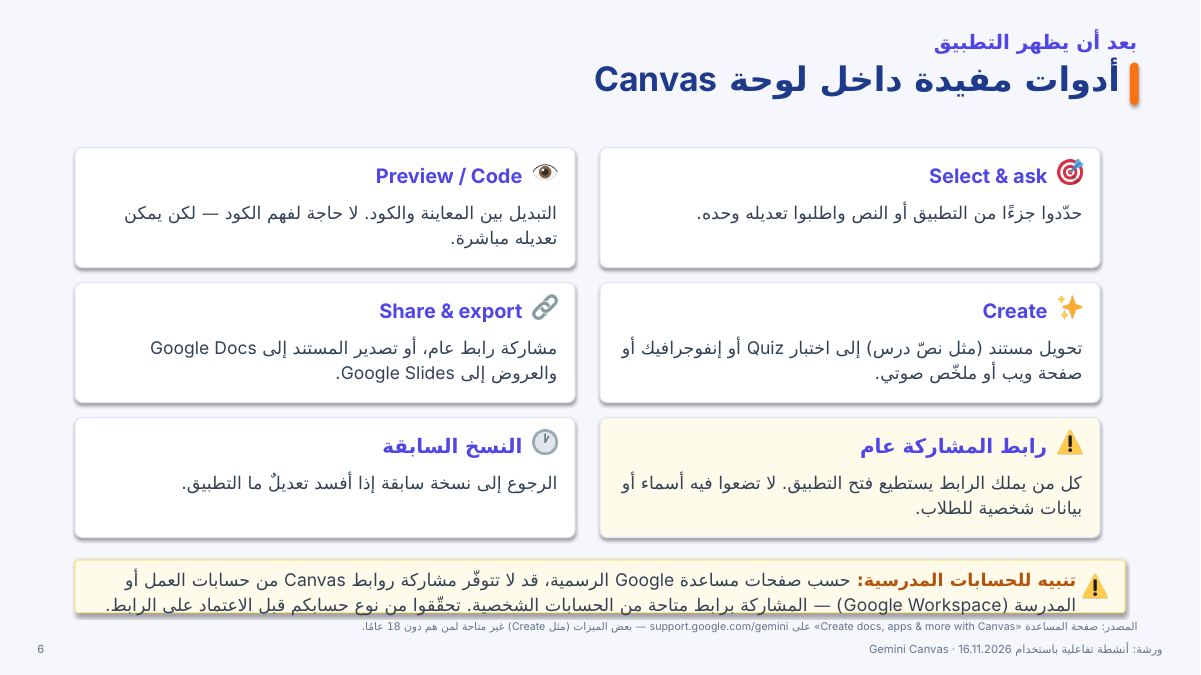 بعد أن يظهر التطبيق
أدوات مفيدة داخل لوحة Canvas
Select & ask
حدّدوا جزءًا من التطبيق أو النص واطلبوا تعديله وحده.
Preview / Code
التبديل بين المعاينة والكود. لا حاجة لفهم الكود — لكن يمكن
تعديله مباشرة.
Create
تحويل مستند (مثل نصّ درس) إلى اختبار Quiz أو إنفوجرافيك أو
صفحة ويب أو ملخّص صوتي.
Share & export
مشاركة رابط عام، أو تصدير المستند إلى Google Docs
والعروض إلى Google Slides.
رابط المشاركة عام
كل من يملك الرابط يستطيع فتح التطبيق. لا تضعوا فيه أسماء أو
بيانات شخصية للطلاب.
النسخ السابقة
الرجوع إلى نسخة سابقة إذا أفسد تعديلٌ ما التطبيق.
تنبيه للحسابات المدرسية: حسب صفحات مساعدة Google الرسمية، قد لا تتوفّر مشاركة روابط Canvas من حسابات العمل أو
المدرسة (Google Workspace) — المشاركة برابط متاحة من الحسابات الشخصية. تحقّقوا من نوع حسابكم قبل الاعتماد على الرابط.
المصدر: صفحة المساعدة «Create docs, apps & more with Canvas» على support.google.com/gemini — بعض الميزات (مثل Create) غير متاحة لمن هم دون 18 عامًا.
ورشة: أنشطة تفاعلية باستخدام Gemini Canvas · 16.11.2026
6